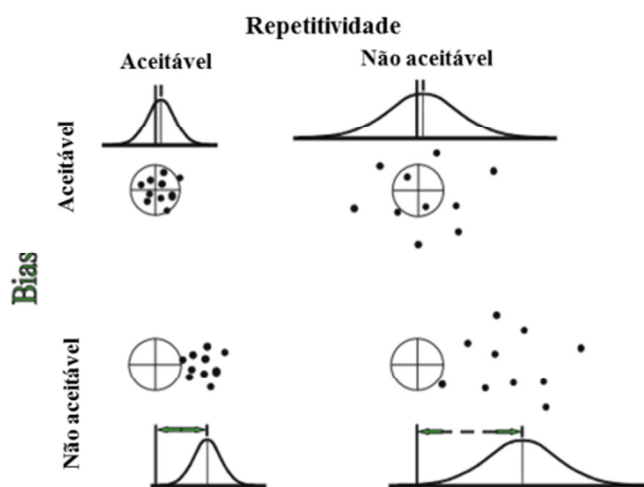 Repetitividade
Aceitável
Não aceitável
Aceitável
Bias
Não aceitável